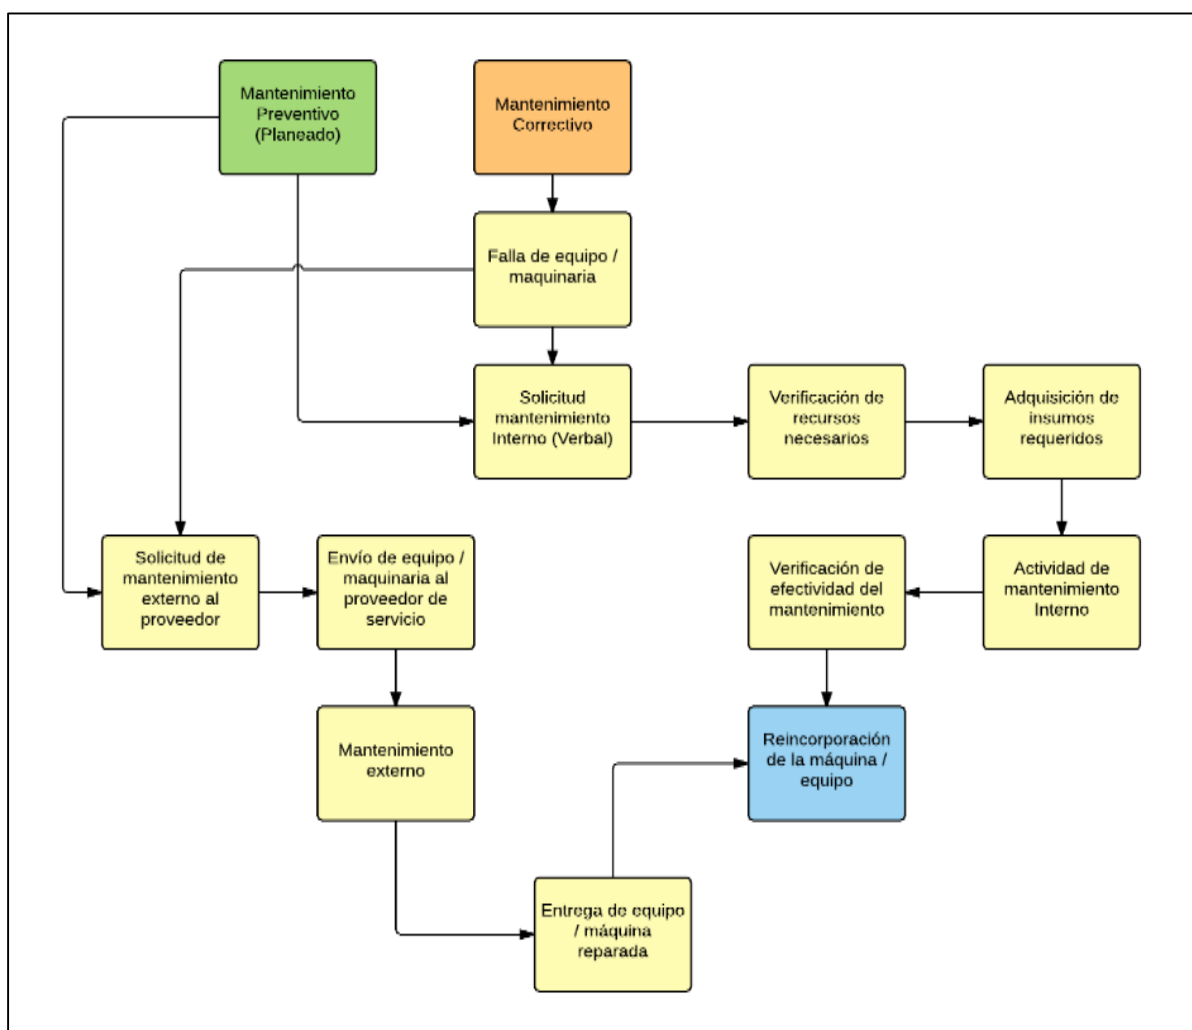 Mantenimiento
Preventivo
(Planeado)
Mantenimiento
Correctivo
Falla de equipo /
maquinaria
Solicitud
mantenimiento
Interno (Verbal)
Verificación de
recursos
necesarios
Adquisición de
insumos
requeridos
Solicitud de
mantenimiento
externo al
proveedor
Envío de equipo /
maquinaria al
proveedor de
servicio
Verificación de
efectividad del
mantenimiento
Actividad de
mantenimiento
Interno
Mantenimiento
externo
Reincorporación
de la máquina /
equipo
Entrega de equipo
/ máquina
reparada